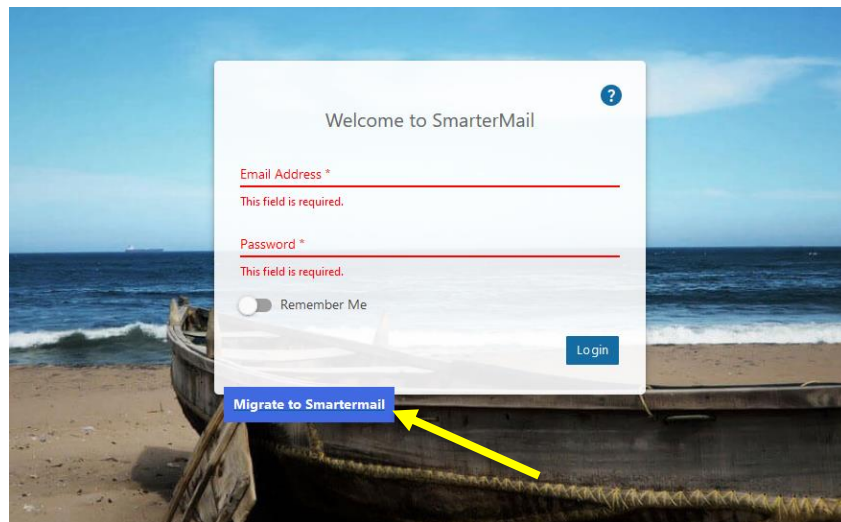 ?
Welcome to SmarterMail
Email Address *
This field is required.
Password *
This field is required.
Remember Me
Login
Migrate to Smartermail